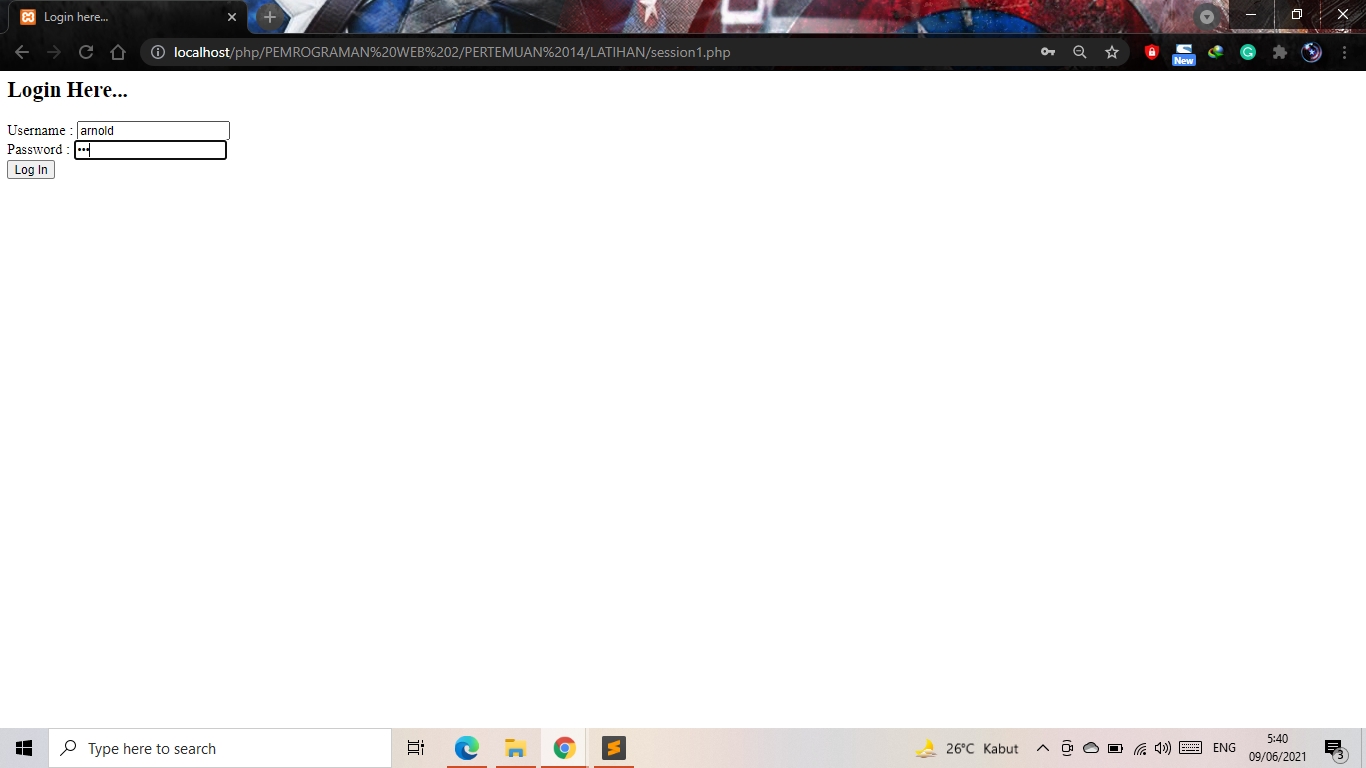 Login here...
localhost/php/PEMROGRAMAN%20WEB%202/PERTEMUAN%2014/LATIHAN/session1.php
New
Login Here...
Username : arnold
Password : •••
Log In
Type here to search
26°C Kabut
ENG
5:40
09/06/2021
3